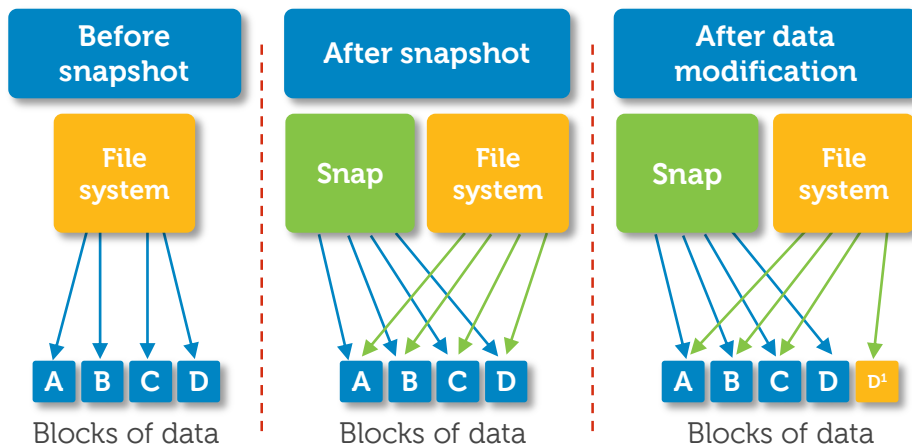 Before
snapshot
File
system
A B C D
Blocks of data
After snapshot
Snap
File
system
A B C D
Blocks of data
After data
modification
Snap
File
system
A B C D D¹
Blocks of data